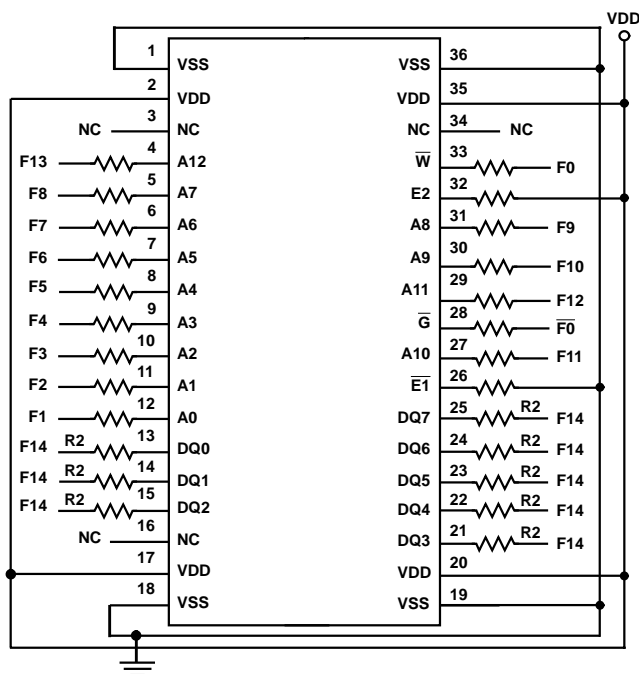 VDD
1 VSS VSS 36
2 VDD VDD 35
NC 3 NC NC 34 NC
F13 4 A12 W̅ 33 F0
F8 5 A7 E2 32
F7 6 A6 A8 31 F9
F6 7 A5 A9 30 F10
F5 8 A4 A11 29 F12
F4 9 A3 G̅ 28 F̅0̅
F3 10 A2 A10 27 F11
F2 11 A1 E̅1̅ 26
F1 12 A0 DQ7 25 R2 F14
F14 R2 13 DQ0 DQ6 24 R2 F14
F14 R2 14 DQ1 DQ5 23 R2 F14
F14 R2 15 DQ2 DQ4 22 R2 F14
NC 16 NC DQ3 21 R2 F14
17 VDD VDD 20
18 VSS VSS 19